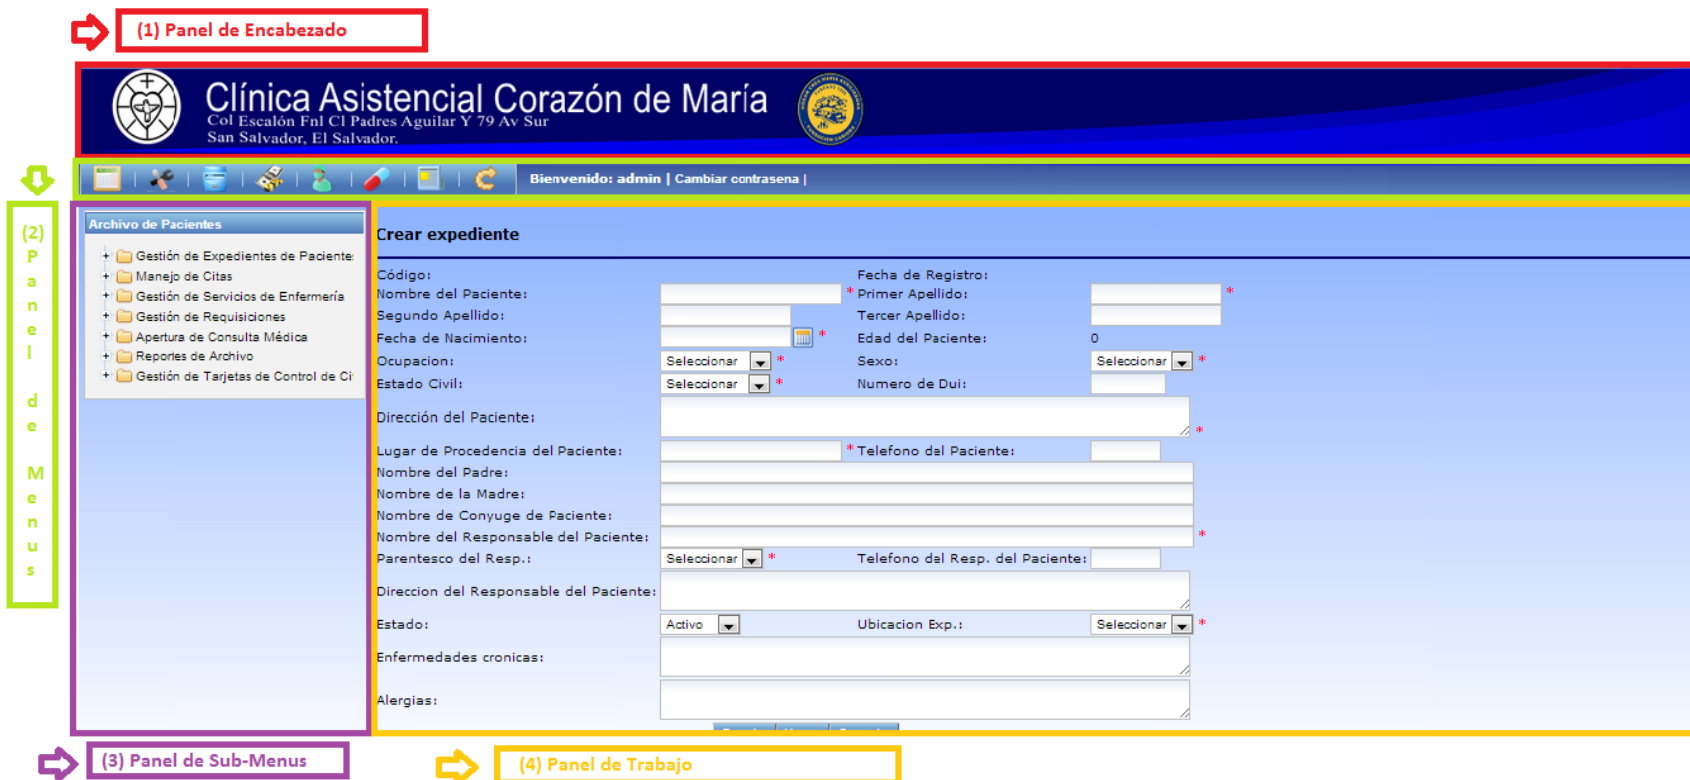 (1) Panel de Encabezado
Clínica Asistencial Corazón de María
Col Escalón Fnl Cl Padres Aguilar Y 79 Av Sur
San Salvador, El Salvador.
Bienvenido: admin | Cambiar contrasena |
(2) Panel de Menus
Archivo de Pacientes
+ Gestión de Expedientes de Paciente
+ Manejo de Citas
+ Gestión de Servicios de Enfermería
+ Gestión de Requisiciones
+ Apertura de Consulta Médica
+ Reportes de Archivo
+ Gestión de Tarjetas de Control de Ci
Crear expediente
Código: Fecha de Registro:
Nombre del Paciente: * Primer Apellido: *
Segundo Apellido: Tercer Apellido:
Fecha de Nacimiento: * Edad del Paciente: 0
Ocupacion: Seleccionar * Sexo: Seleccionar *
Estado Civil: Seleccionar * Numero de Dui:
Dirección del Paciente: *
Lugar de Procedencia del Paciente: * Telefono del Paciente:
Nombre del Padre:
Nombre de la Madre:
Nombre de Conyuge de Paciente:
Nombre del Responsable del Paciente: *
Parentesco del Resp.: Seleccionar * Telefono del Resp. del Paciente:
Direccion del Responsable del Paciente:
Estado: Activo Ubicacion Exp.: Seleccionar *
Enfermedades cronicas:
Alergias:
(3) Panel de Sub-Menus
(4) Panel de Trabajo